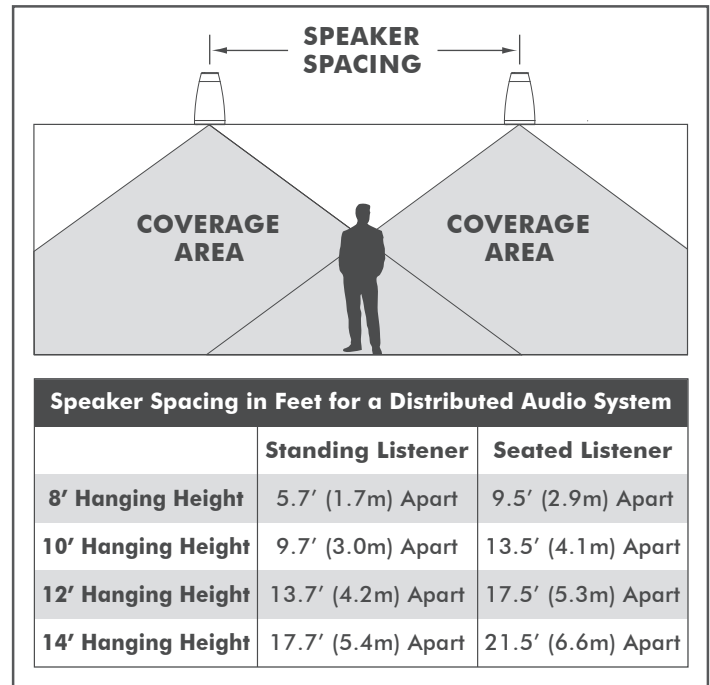 SPEAKER
SPACING
COVERAGE
AREA
COVERAGE
AREA
Speaker Spacing in Feet for a Distributed Audio System
Standing Listener Seated Listener
8′ Hanging Height 5.7′ (1.7m) Apart 9.5′ (2.9m) Apart
10′ Hanging Height 9.7′ (3.0m) Apart 13.5′ (4.1m) Apart
12′ Hanging Height 13.7′ (4.2m) Apart 17.5′ (5.3m) Apart
14′ Hanging Height 17.7′ (5.4m) Apart 21.5′ (6.6m) Apart